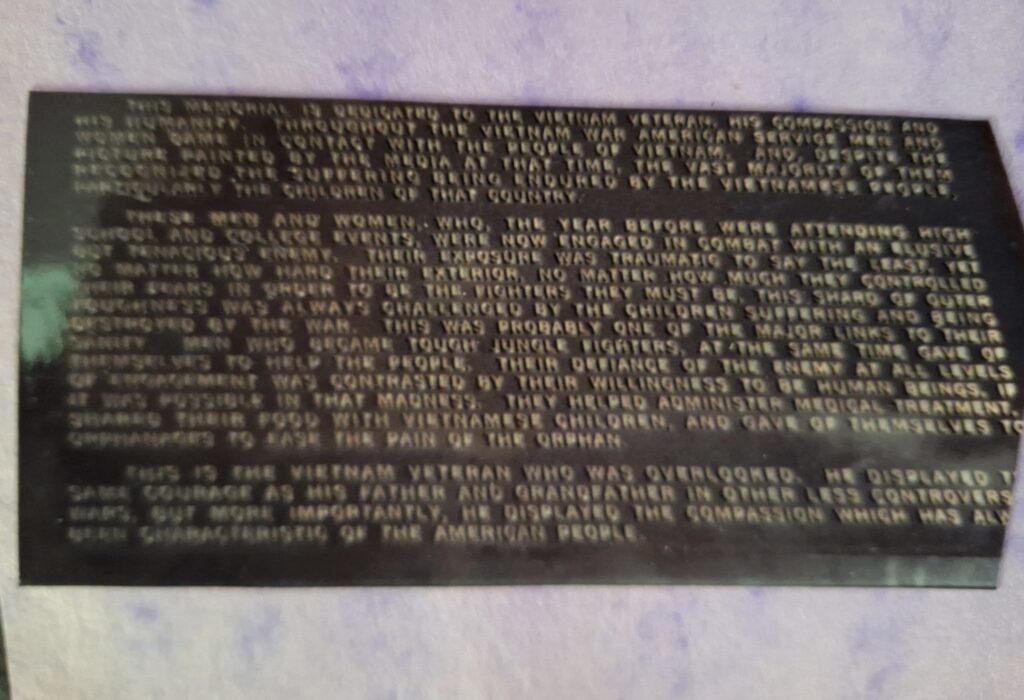 THIS MEMORIAL IS DEDICATED TO THE VIETNAM VETERAN, HIS COMPASSION AND
HIS HUMANITY. THROUGHOUT THE VIETNAM WAR AMERICAN SERVICE MEN AND
WOMEN CAME IN CONTACT WITH THE PEOPLE OF VIETNAM. AND, DESPITE THE
PICTURE PAINTED BY THE MEDIA AT THAT TIME, THE VAST MAJORITY OF THEM
RECOGNIZED THE SUFFERING BEING ENDURED BY THE VIETNAMESE PEOPLE,
PARTICULARLY THE CHILDREN OF THAT COUNTRY.
THESE MEN AND WOMEN, WHO, THE YEAR BEFORE WERE ATTENDING HIGH
SCHOOL AND COLLEGE EVENTS, WERE NOW ENGAGED IN COMBAT WITH AN ELUSIVE
BUT TENACIOUS ENEMY. THEIR EXPOSURE WAS TRAUMATIC TO SAY THE LEAST. YET
NO MATTER HOW HARD THEIR EXTERIOR, NO MATTER HOW MUCH THEY CONTROLLED
THEIR FEARS IN ORDER TO BE THE FIGHTERS THEY MUST BE, THIS SHARD OF OUTER
TOUGHNESS WAS ALWAYS CHALLENGED BY THE CHILDREN SUFFERING AND BEING
DESTROYED BY THE WAR. THIS WAS PROBABLY ONE OF THE MAJOR LINKS TO THEIR
SANITY. MEN WHO BECAME TOUGH JUNGLE FIGHTERS, AT THE SAME TIME GAVE OF
THEMSELVES TO HELP THE PEOPLE. THEIR DEFIANCE OF THE ENEMY AT ALL LEVELS
OF ENGAGEMENT WAS CONTRASTED BY THEIR WILLINGNESS TO BE HUMAN BEINGS, IF
IT WAS POSSIBLE IN THAT MADNESS. THEY HELPED ADMINISTER MEDICAL TREATMENT,
SHARED THEIR FOOD WITH VIETNAMESE CHILDREN, AND GAVE OF THEMSELVES TO
ORPHANAGES TO EASE THE PAIN OF THE ORPHAN.
THIS IS THE VIETNAM VETERAN WHO WAS OVERLOOKED. HE DISPLAYED
SAME COURAGE AS HIS FATHER AND GRANDFATHER IN OTHER LESS CONTROVERS
WARS, BUT MORE IMPORTANTLY, HE DISPLAYED THE COMPASSION WHICH HAS ALW
BEEN CHARACTERISTIC OF THE AMERICAN PEOPLE.